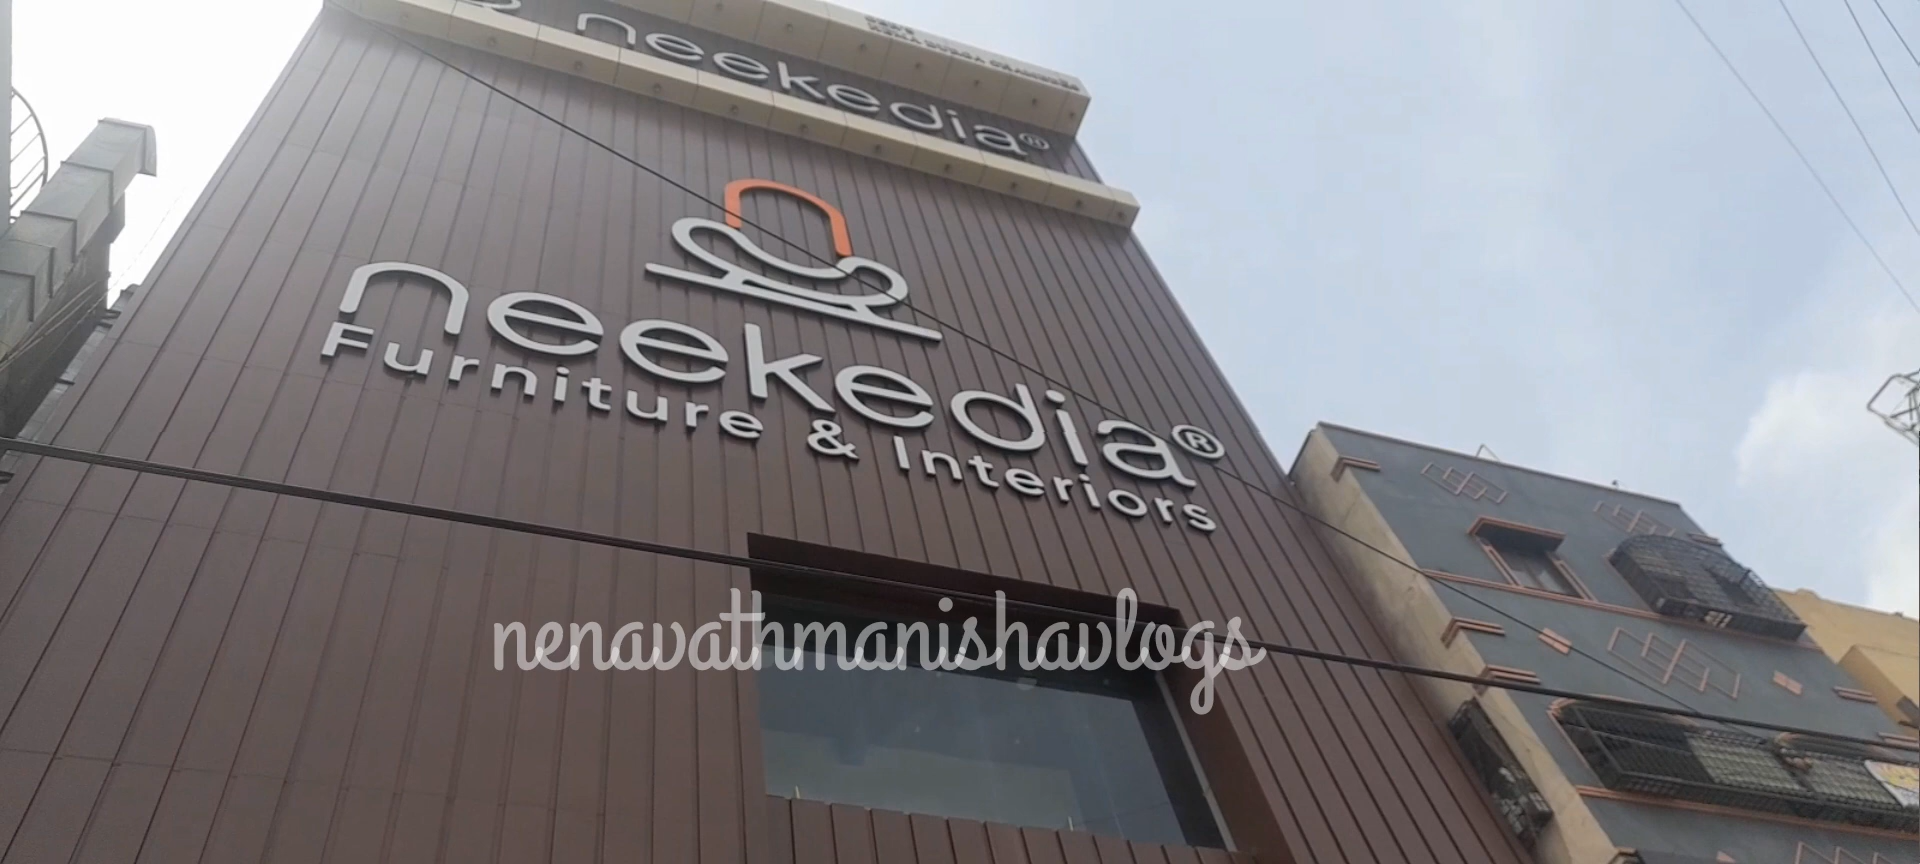 neekedia®
neekedia®
Furniture & Interiors
nenavathmanishavlogs